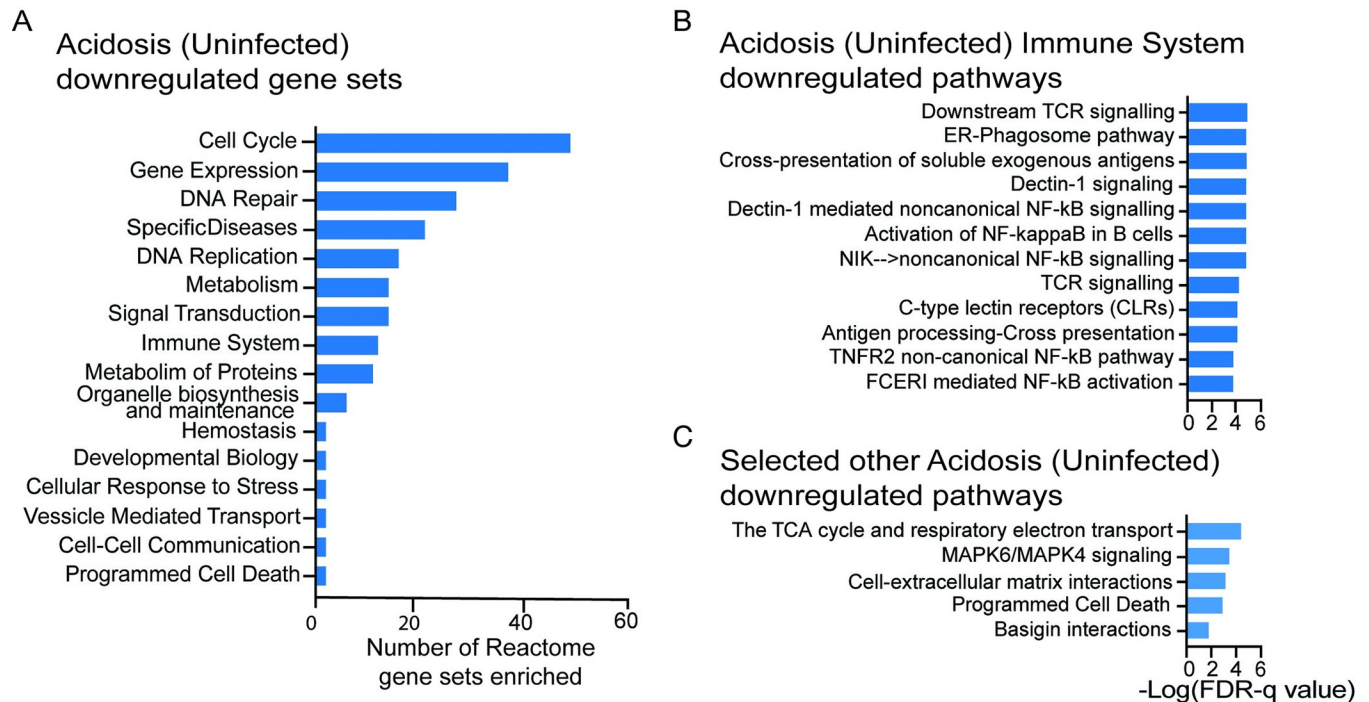 A
Acidosis (Uninfected)
downregulated gene sets
Cell Cycle
Gene Expression
DNA Repair
SpecificDiseases
DNA Replication
Metabolism
Signal Transduction
Immune System
Metabolim of Proteins
Organelle biosynthesis
and maintenance
Hemostasis
Developmental Biology
Cellular Response to Stress
Vessicle Mediated Transport
Cell-Cell Communication
Programmed Cell Death
0 20 40 60
Number of Reactome
gene sets enriched
B
Acidosis (Uninfected) Immune System
downregulated pathways
Downstream TCR signalling
ER-Phagosome pathway
Cross-presentation of soluble exogenous antigens
Dectin-1 signaling
Dectin-1 mediated noncanonical NF-kB signalling
Activation of NF-kappaB in B cells
NIK-->noncanonical NF-kB signalling
TCR signalling
C-type lectin receptors (CLRs)
Antigen processing-Cross presentation
TNFR2 non-canonical NF-kB pathway
FCERI mediated NF-kB activation
0 2 4 6
C
Selected other Acidosis (Uninfected)
downregulated pathways
The TCA cycle and respiratory electron transport
MAPK6/MAPK4 signaling
Cell-extracellular matrix interactions
Programmed Cell Death
Basigin interactions
0 2 4 6
-Log(FDR-q value)